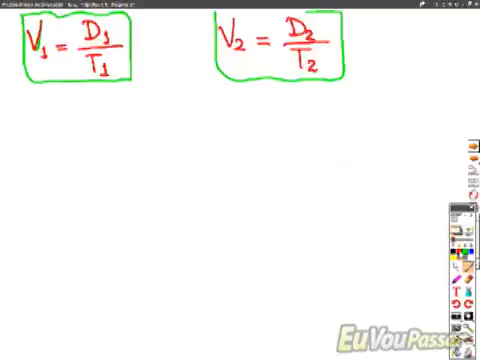 V₁ = D₁/T₁
V₂ = D₂/T₂
EuVouPassar